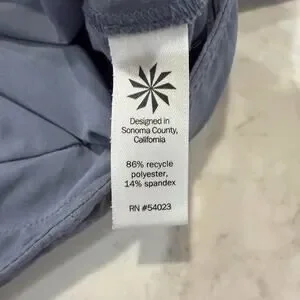 Designed in
Sonoma County,
California
86% recycle
polyester,
14% spandex
RN #54023